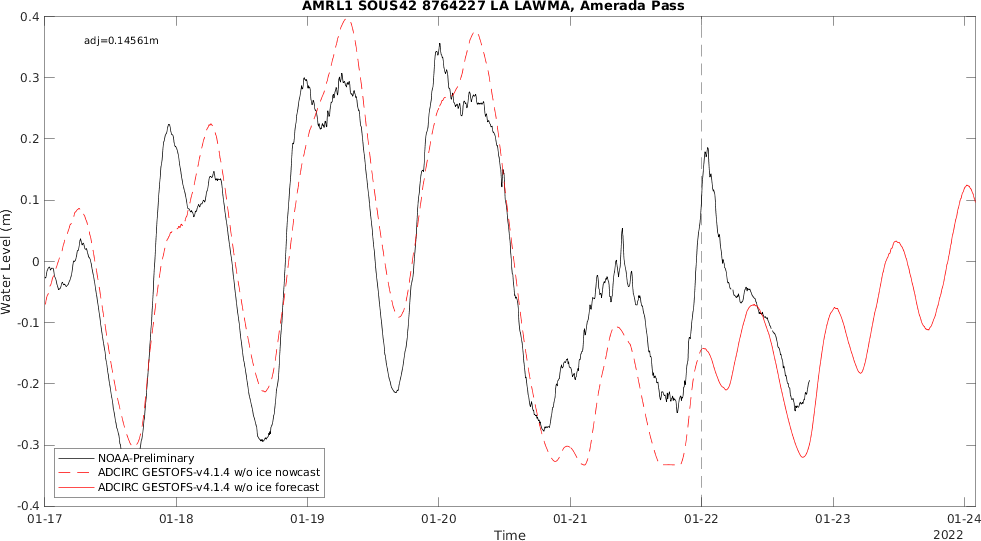 AMRL1 SOUS42 8764227 LA LAWMA, Amerada Pass
adj=0.14561m
0.4
0.3
0.2
0.1
0
-0.1
-0.2
-0.3
-0.4
Water Level (m)
NOAA-Preliminary
ADCIRC GESTOFS-v4.1.4 w/o ice nowcast
ADCIRC GESTOFS-v4.1.4 w/o ice forecast
01-17 01-18 01-19 01-20 01-21 01-22 01-23 01-24
Time
2022